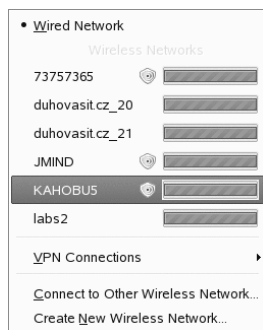 Wired Network
Wireless Networks
73757365
duhovasit.cz_20
duhovasit.cz_21
JMIND
KAHOBU5
labs2
VPN Connections
Connect to Other Wireless Network...
Create New Wireless Network...